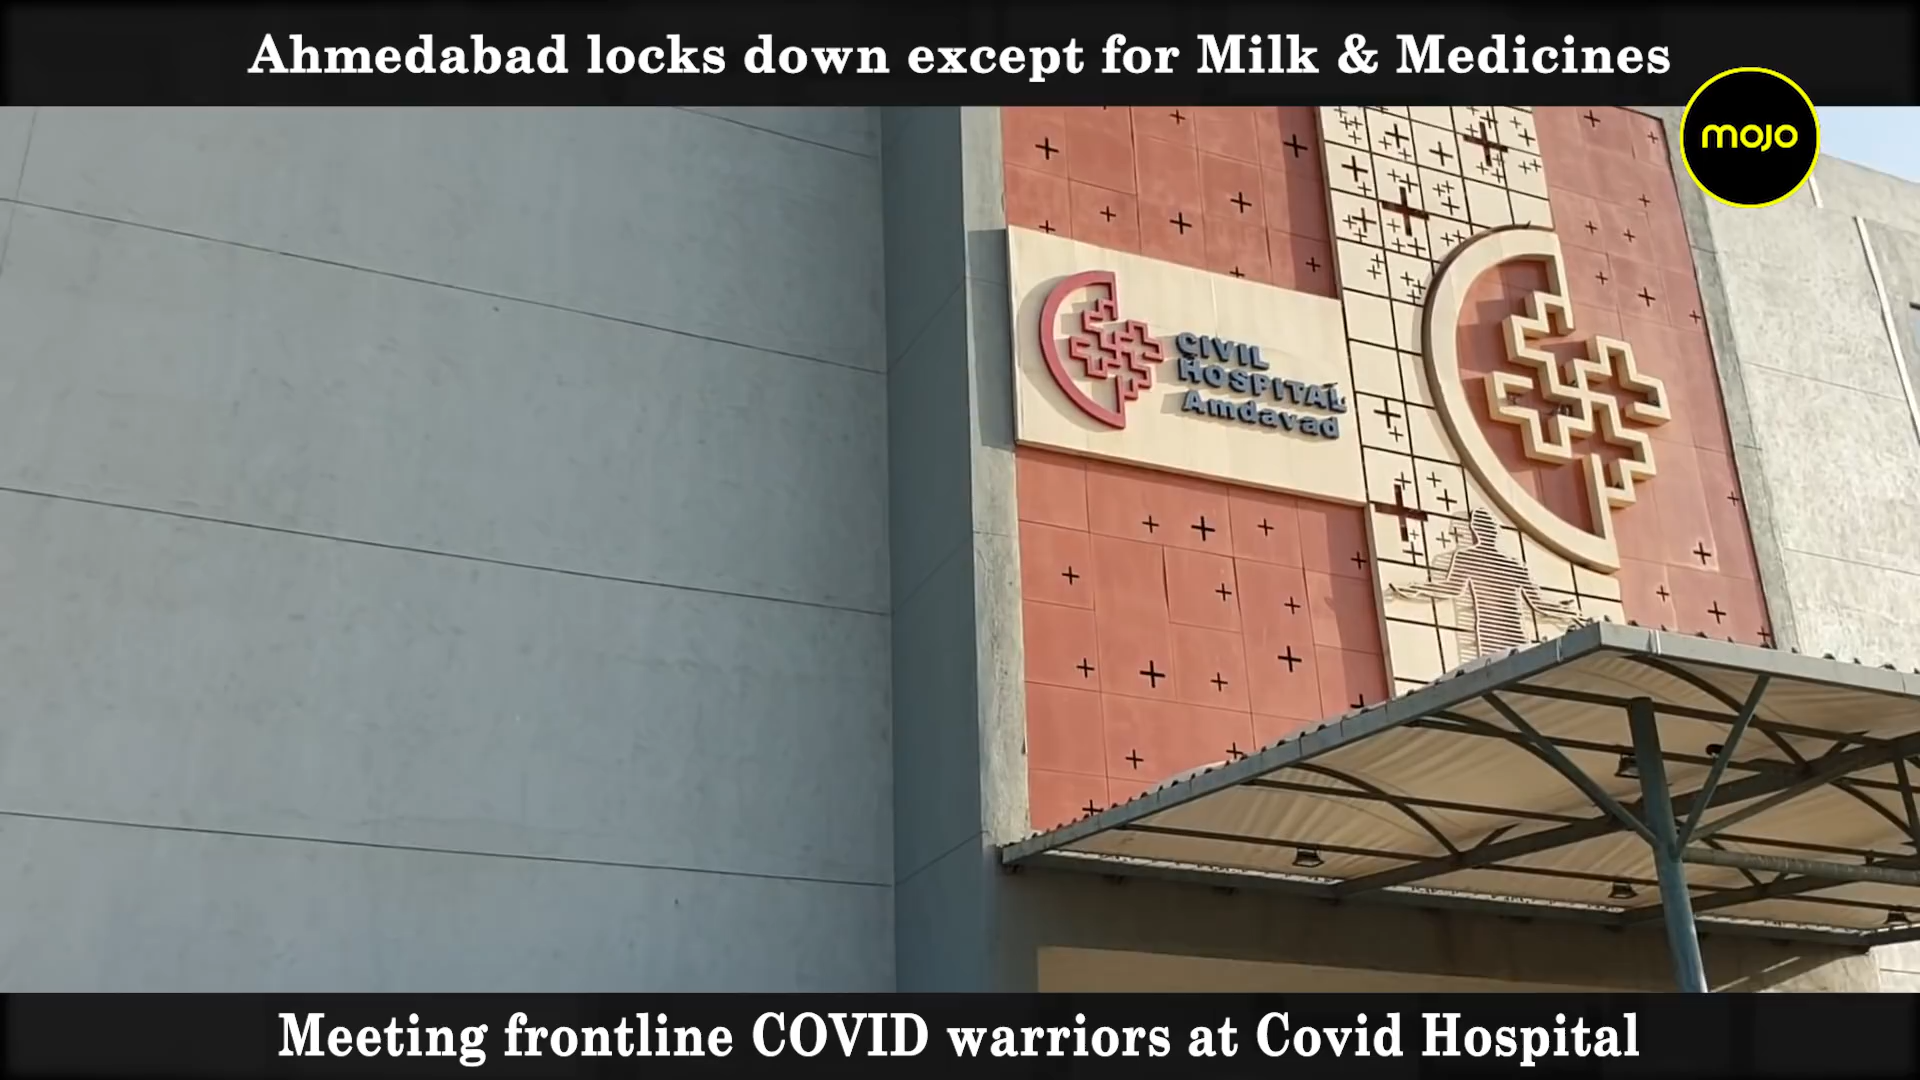 Ahmedabad locks down except for Milk & Medicines
mojo
CIVIL
HOSPITAL
Amdavad
Meeting frontline COVID warriors at Covid Hospital